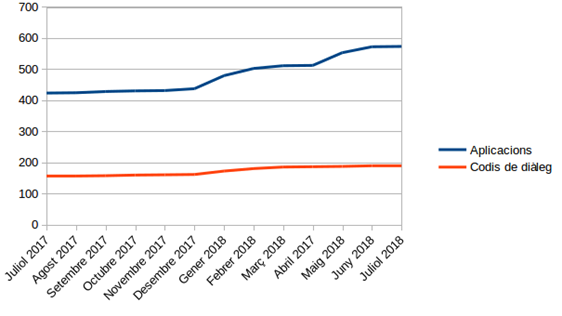 700
600
500
400
300
200
100
0
Juliol 2017
Agost 2017
Setembre 2017
Octubre 2017
Novembre 2017
Desembre 2017
Gener 2018
Febrer 2018
Març 2018
Abril 2017
Maig 2018
Juny 2018
Juliol 2018
Aplicacions
Codis de diàleg